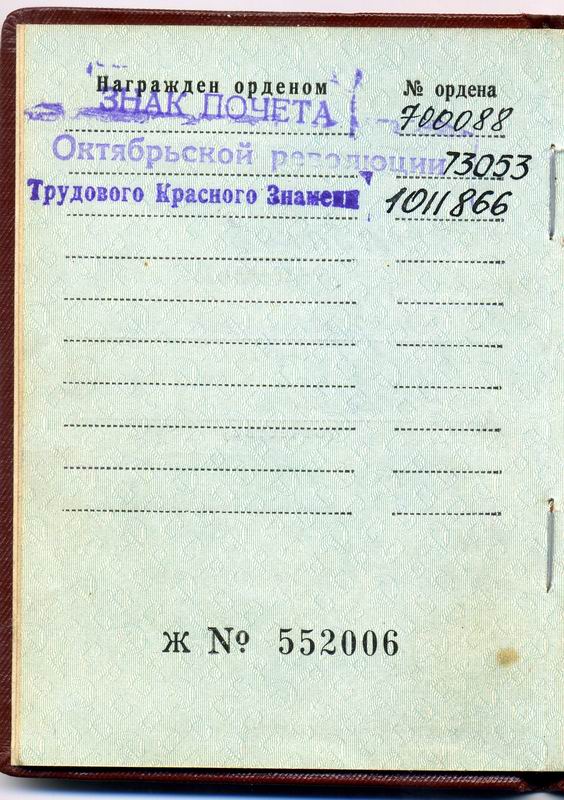 Награжден орденом № ордена
ЗНАК ПОЧЕТА 700088
Октябрьской революции 73053
Трудового Красного Знамени 1011866
Ж № 552006